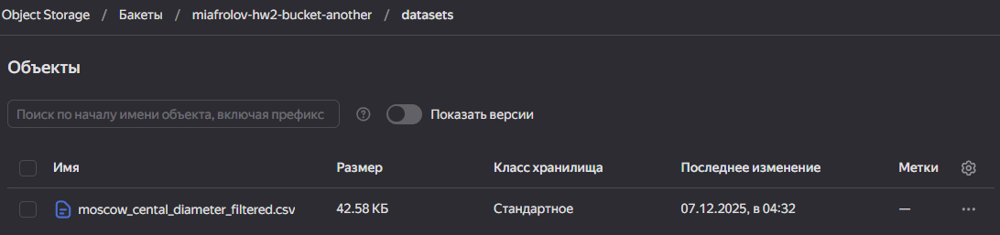 Object Storage / Бакеты / miafrolov-hw2-bucket-another / datasets
Объекты
Поиск по началу имени объекта, включая префикс ? Показать версии
Имя Размер Класс хранилища Последнее изменение Метки
moscow_cental_diameter_filtered.csv 42.58 КБ Стандартное 07.12.2025, в 04:32 — ···